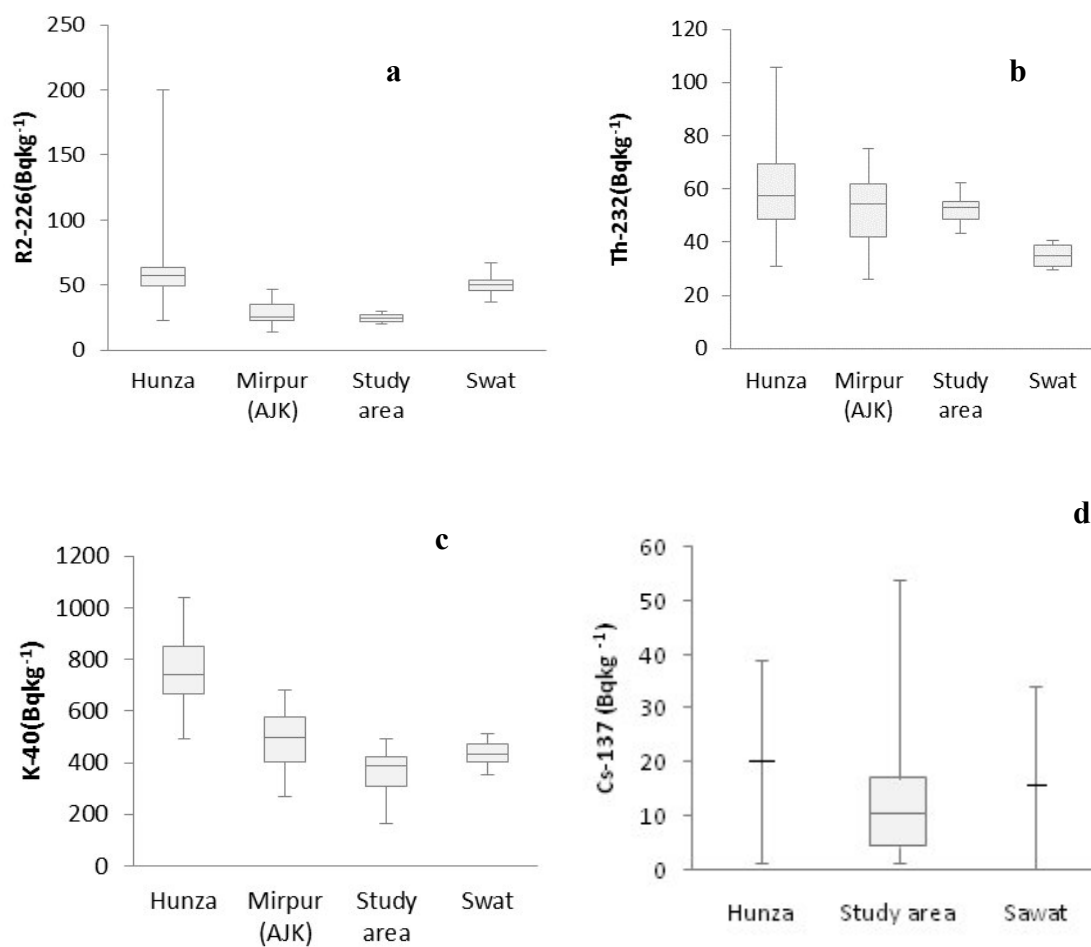 a
R2-226(Bqkg⁻¹)
250
200
150
100
50
0
Hunza Mirpur Study Swat
(AJK) area
b
Th-232(Bqkg⁻¹)
120
100
80
60
40
20
0
Hunza Mirpur Study Swat
(AJK) area
c
K-40(Bqkg⁻¹)
1200
1000
800
600
400
200
0
Hunza Mirpur Study Swat
(AJK) area
d
Cs-137 (Bqkg⁻¹)
60
50
40
30
20
10
0
Hunza Study area Sawat